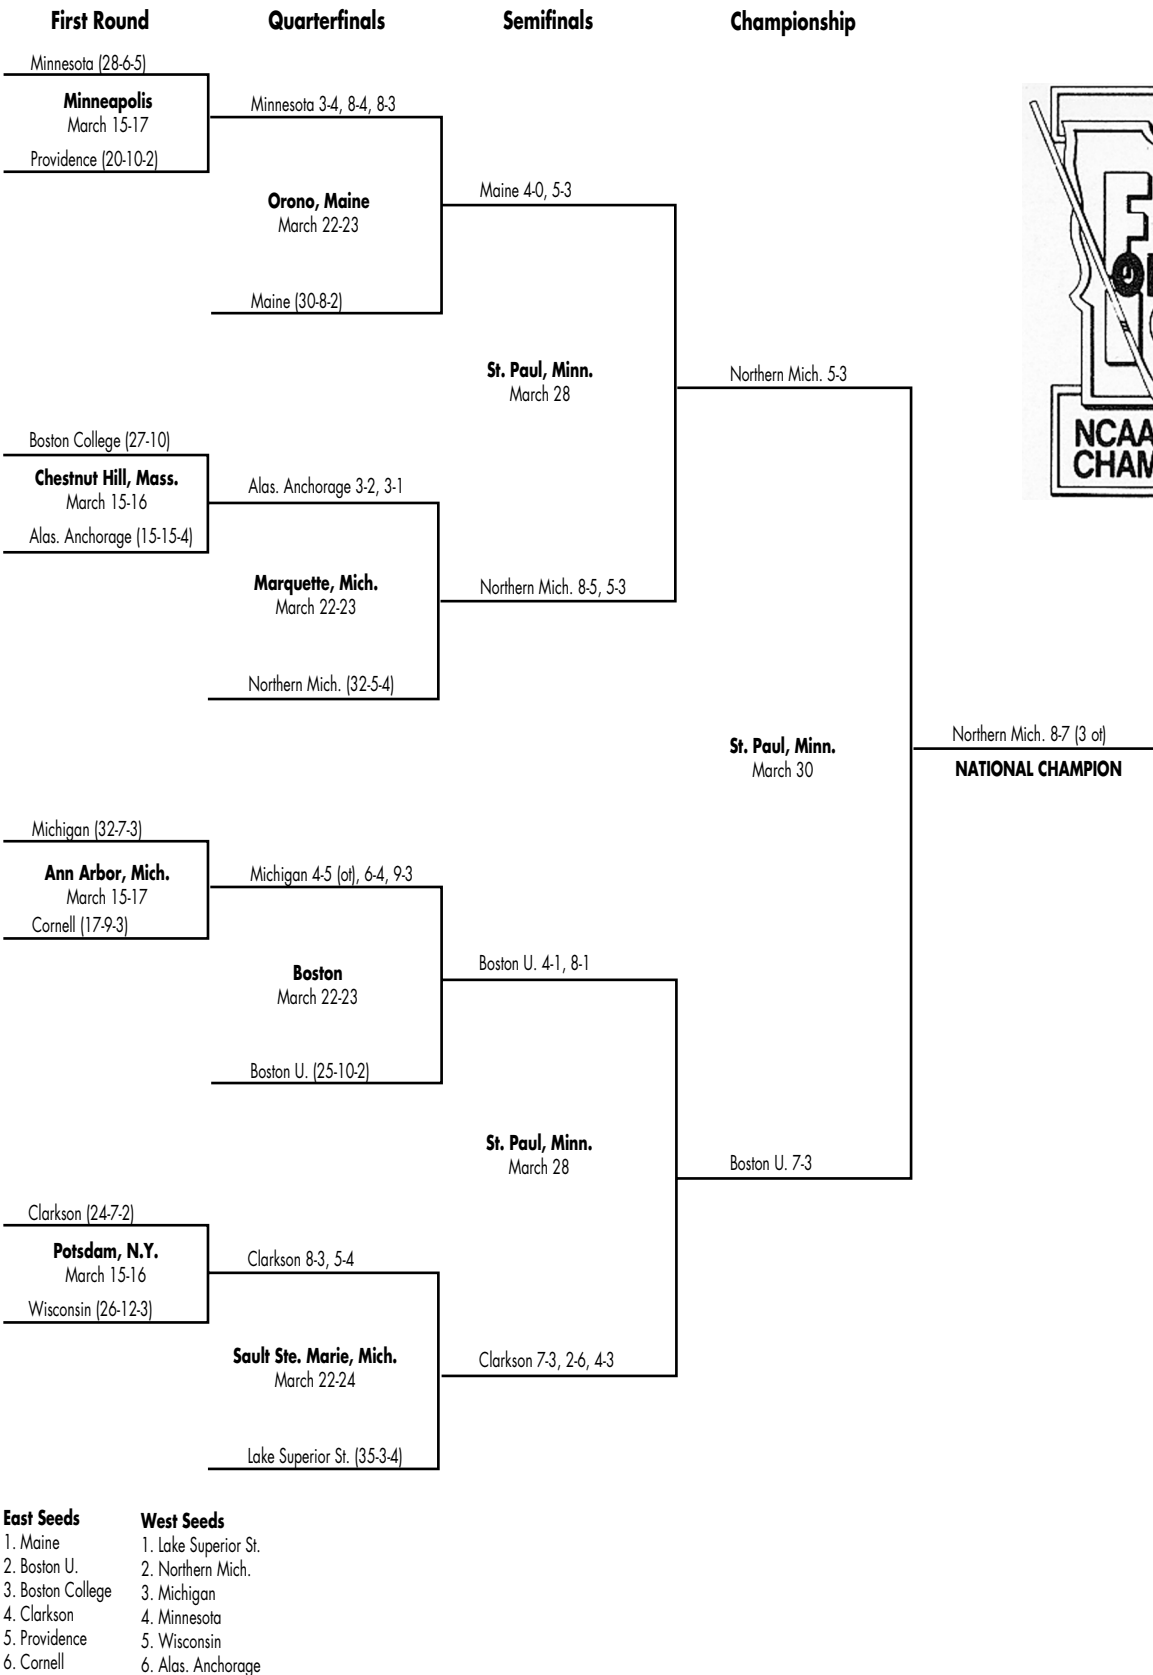 First Round Quarterfinals Semifinals Championship
Minnesota (28-6-5)
Minneapolis
March 15-17
Providence (20-10-2)
Minnesota 3-4, 8-4, 8-3
Orono, Maine
March 22-23
Maine (30-8-2)
Maine 4-0, 5-3
St. Paul, Minn.
March 28
Northern Mich. 5-3
Boston College (27-10)
Chestnut Hill, Mass.
March 15-16
Alas. Anchorage (15-15-4)
Alas. Anchorage 3-2, 3-1
Marquette, Mich.
March 22-23
Northern Mich. (32-5-4)
Northern Mich. 8-5, 5-3
St. Paul, Minn.
March 30
Northern Mich. 8-7 (3 ot)
NATIONAL CHAMPION
Michigan (32-7-3)
Ann Arbor, Mich.
March 15-17
Cornell (17-9-3)
Michigan 4-5 (ot), 6-4, 9-3
Boston
March 22-23
Boston U. (25-10-2)
Boston U. 4-1, 8-1
St. Paul, Minn.
March 28
Boston U. 7-3
Clarkson (24-7-2)
Potsdam, N.Y.
March 15-16
Wisconsin (26-12-3)
Clarkson 8-3, 5-4
Sault Ste. Marie, Mich.
March 22-24
Lake Superior St. (35-3-4)
Clarkson 7-3, 2-6, 4-3
NCAA
East Seeds
1. Maine
2. Boston U.
3. Boston College
4. Clarkson
5. Providence
6. Cornell
West Seeds
1. Lake Superior St.
2. Northern Mich.
3. Michigan
4. Minnesota
5. Wisconsin
6. Alas. Anchorage